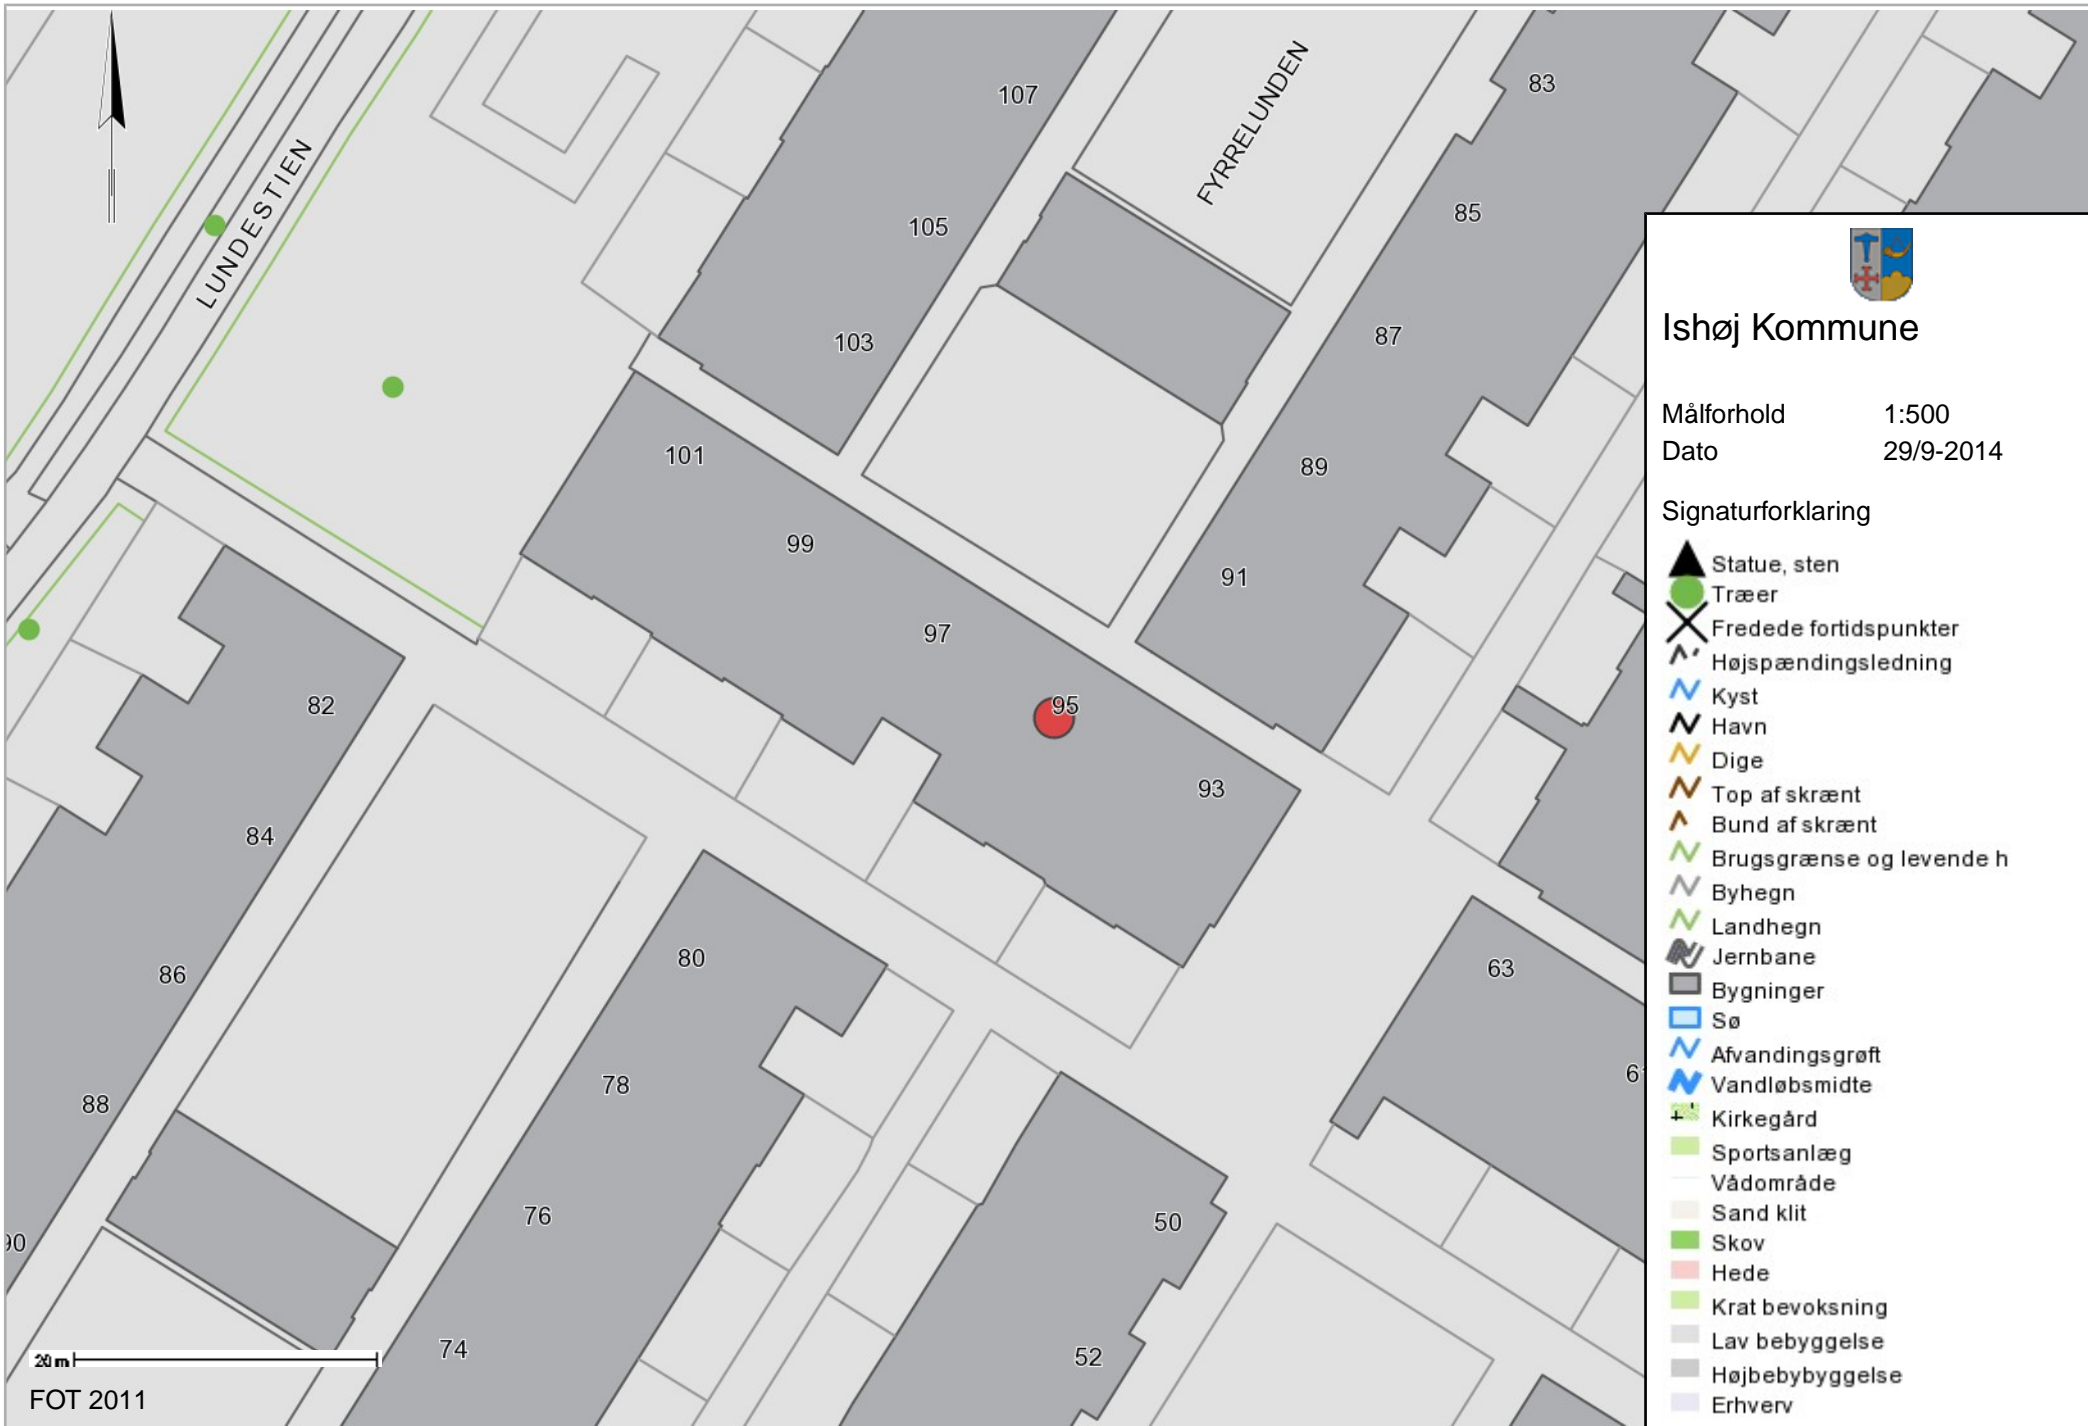 107
FYRRELUNDEN
83
LUNDESTIEN
105
85
103
87
101
89
99
91
97
95
82
93
84
80
63
86
78
88
76
50
74
52
20 m
FOT 2011
Ishøj Kommune
Målforhold 1:500
Dato 29/9-2014
Signaturforklaring
Statue, sten
Træer
Fredede fortidspunkter
Højspændingsledning
Kyst
Havn
Dige
Top af skrænt
Bund af skrænt
Brugsgrænse og levende h
Byhegn
Landhegn
Jernbane
Bygninger
Sø
Afvandingsgrøft
Vandløbsmidte
Kirkegård
Sportsanlæg
Vådområde
Sand klit
Skov
Hede
Krat bevoksning
Lav bebyggelse
Højbebybyggelse
Erhverv